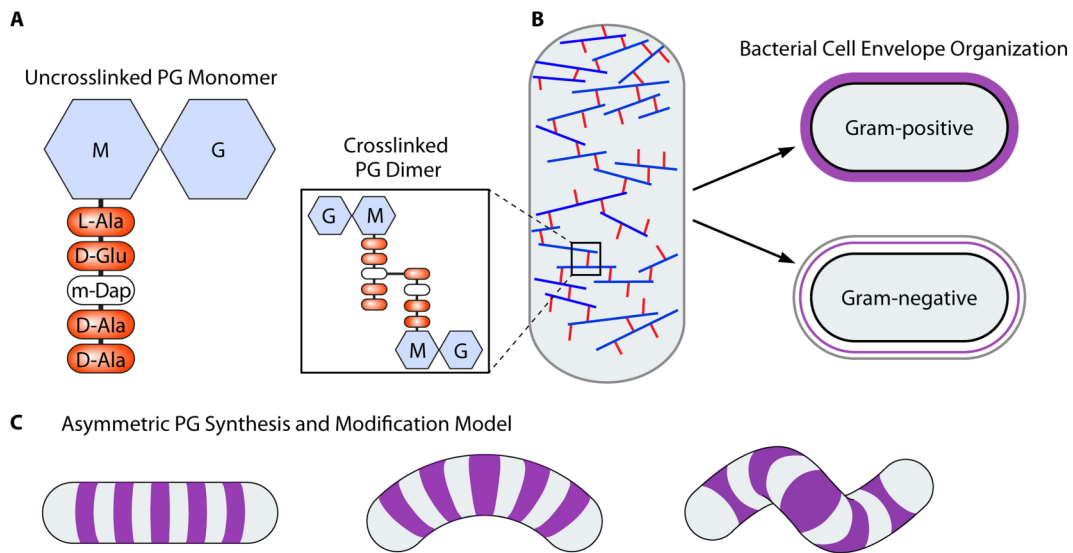 A
Uncrosslinked PG Monomer
M
G
L-Ala
D-Glu
m-Dap
D-Ala
D-Ala
Crosslinked
PG Dimer
G
M
M
G
B
Bacterial Cell Envelope Organization
Gram-positive
Gram-negative
C
Asymmetric PG Synthesis and Modification Model